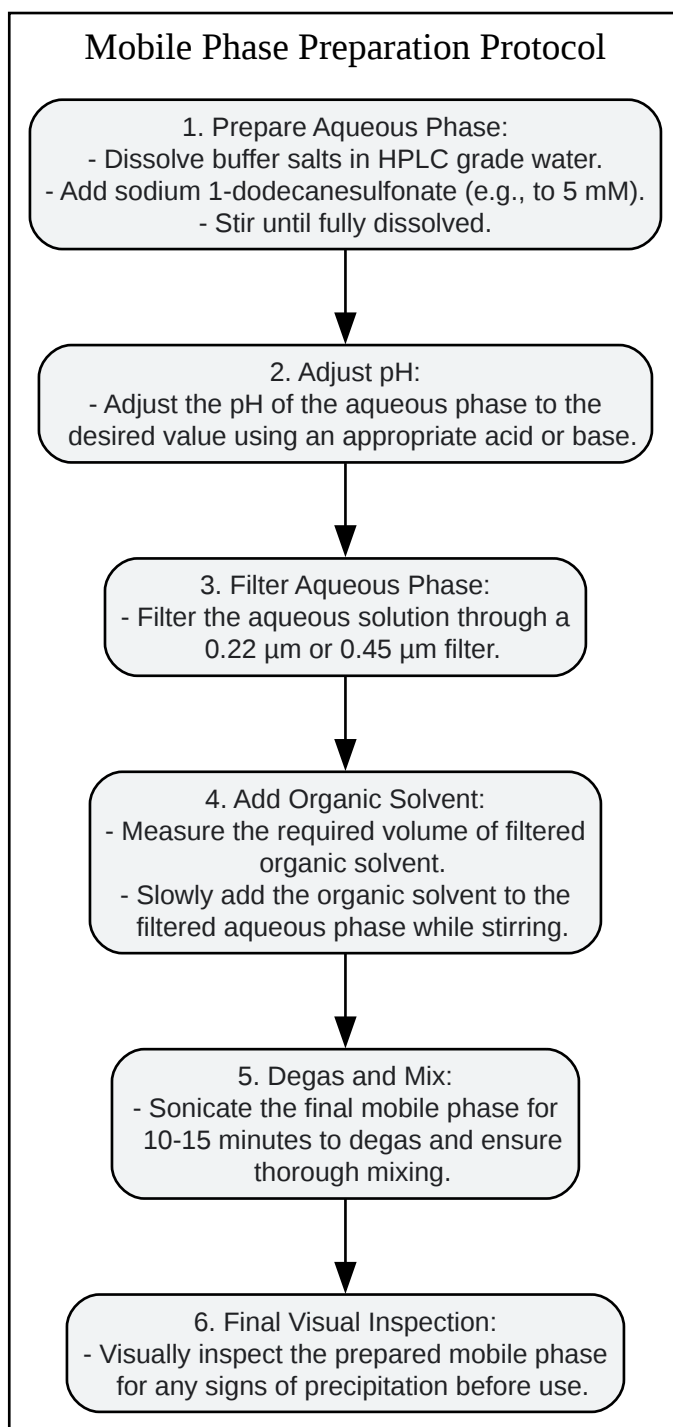 Mobile Phase Preparation Protocol
1. Prepare Aqueous Phase:
- Dissolve buffer salts in HPLC grade water.
- Add sodium 1-dodecanesulfonate (e.g., to 5 mM).
- Stir until fully dissolved.
2. Adjust pH:
- Adjust the pH of the aqueous phase to the
desired value using an appropriate acid or base.
3. Filter Aqueous Phase:
- Filter the aqueous solution through a
0.22 µm or 0.45 µm filter.
4. Add Organic Solvent:
- Measure the required volume of filtered
organic solvent.
- Slowly add the organic solvent to the
filtered aqueous phase while stirring.
5. Degas and Mix:
- Sonicate the final mobile phase for
10-15 minutes to degas and ensure
thorough mixing.
6. Final Visual Inspection:
- Visually inspect the prepared mobile phase
for any signs of precipitation before use.